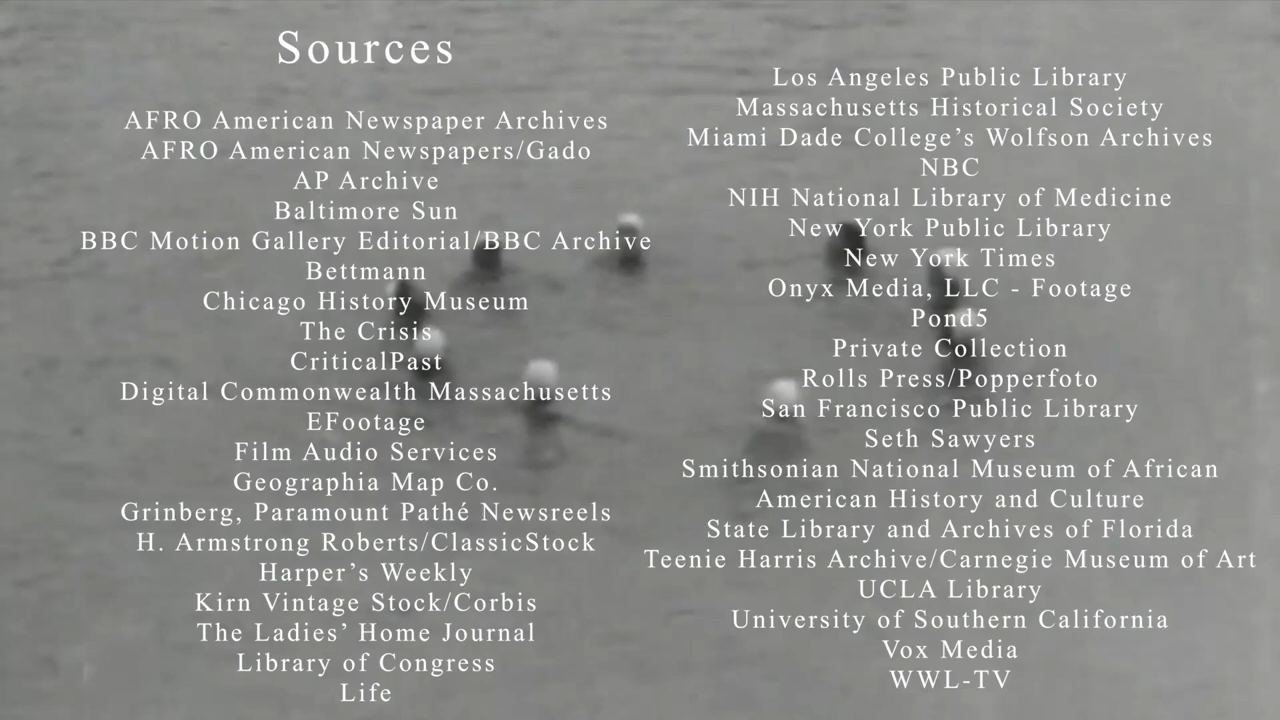 Sources
AFRO American Newspaper Archives
AFRO American Newspapers/Gado
AP Archive
Baltimore Sun
BBC Motion Gallery Editorial/BBC Archive
Bettmann
Chicago History Museum
The Crisis
CriticalPast
Digital Commonwealth Massachusetts
EFootage
Film Audio Services
Geographia Map Co.
Grinberg, Paramount Pathé Newsreels
H. Armstrong Roberts/ClassicStock
Harper’s Weekly
Kirn Vintage Stock/Corbis
The Ladies’ Home Journal
Library of Congress
Life
Los Angeles Public Library
Massachusetts Historical Society
Miami Dade College’s Wolfson Archives
NBC
NIH National Library of Medicine
New York Public Library
New York Times
Onyx Media, LLC - Footage
Pond5
Private Collection
Rolls Press/Popperfoto
San Francisco Public Library
Seth Sawyers
Smithsonian National Museum of African
American History and Culture
State Library and Archives of Florida
Teenie Harris Archive/Carnegie Museum of Art
UCLA Library
University of Southern California
Vox Media
WWL-TV